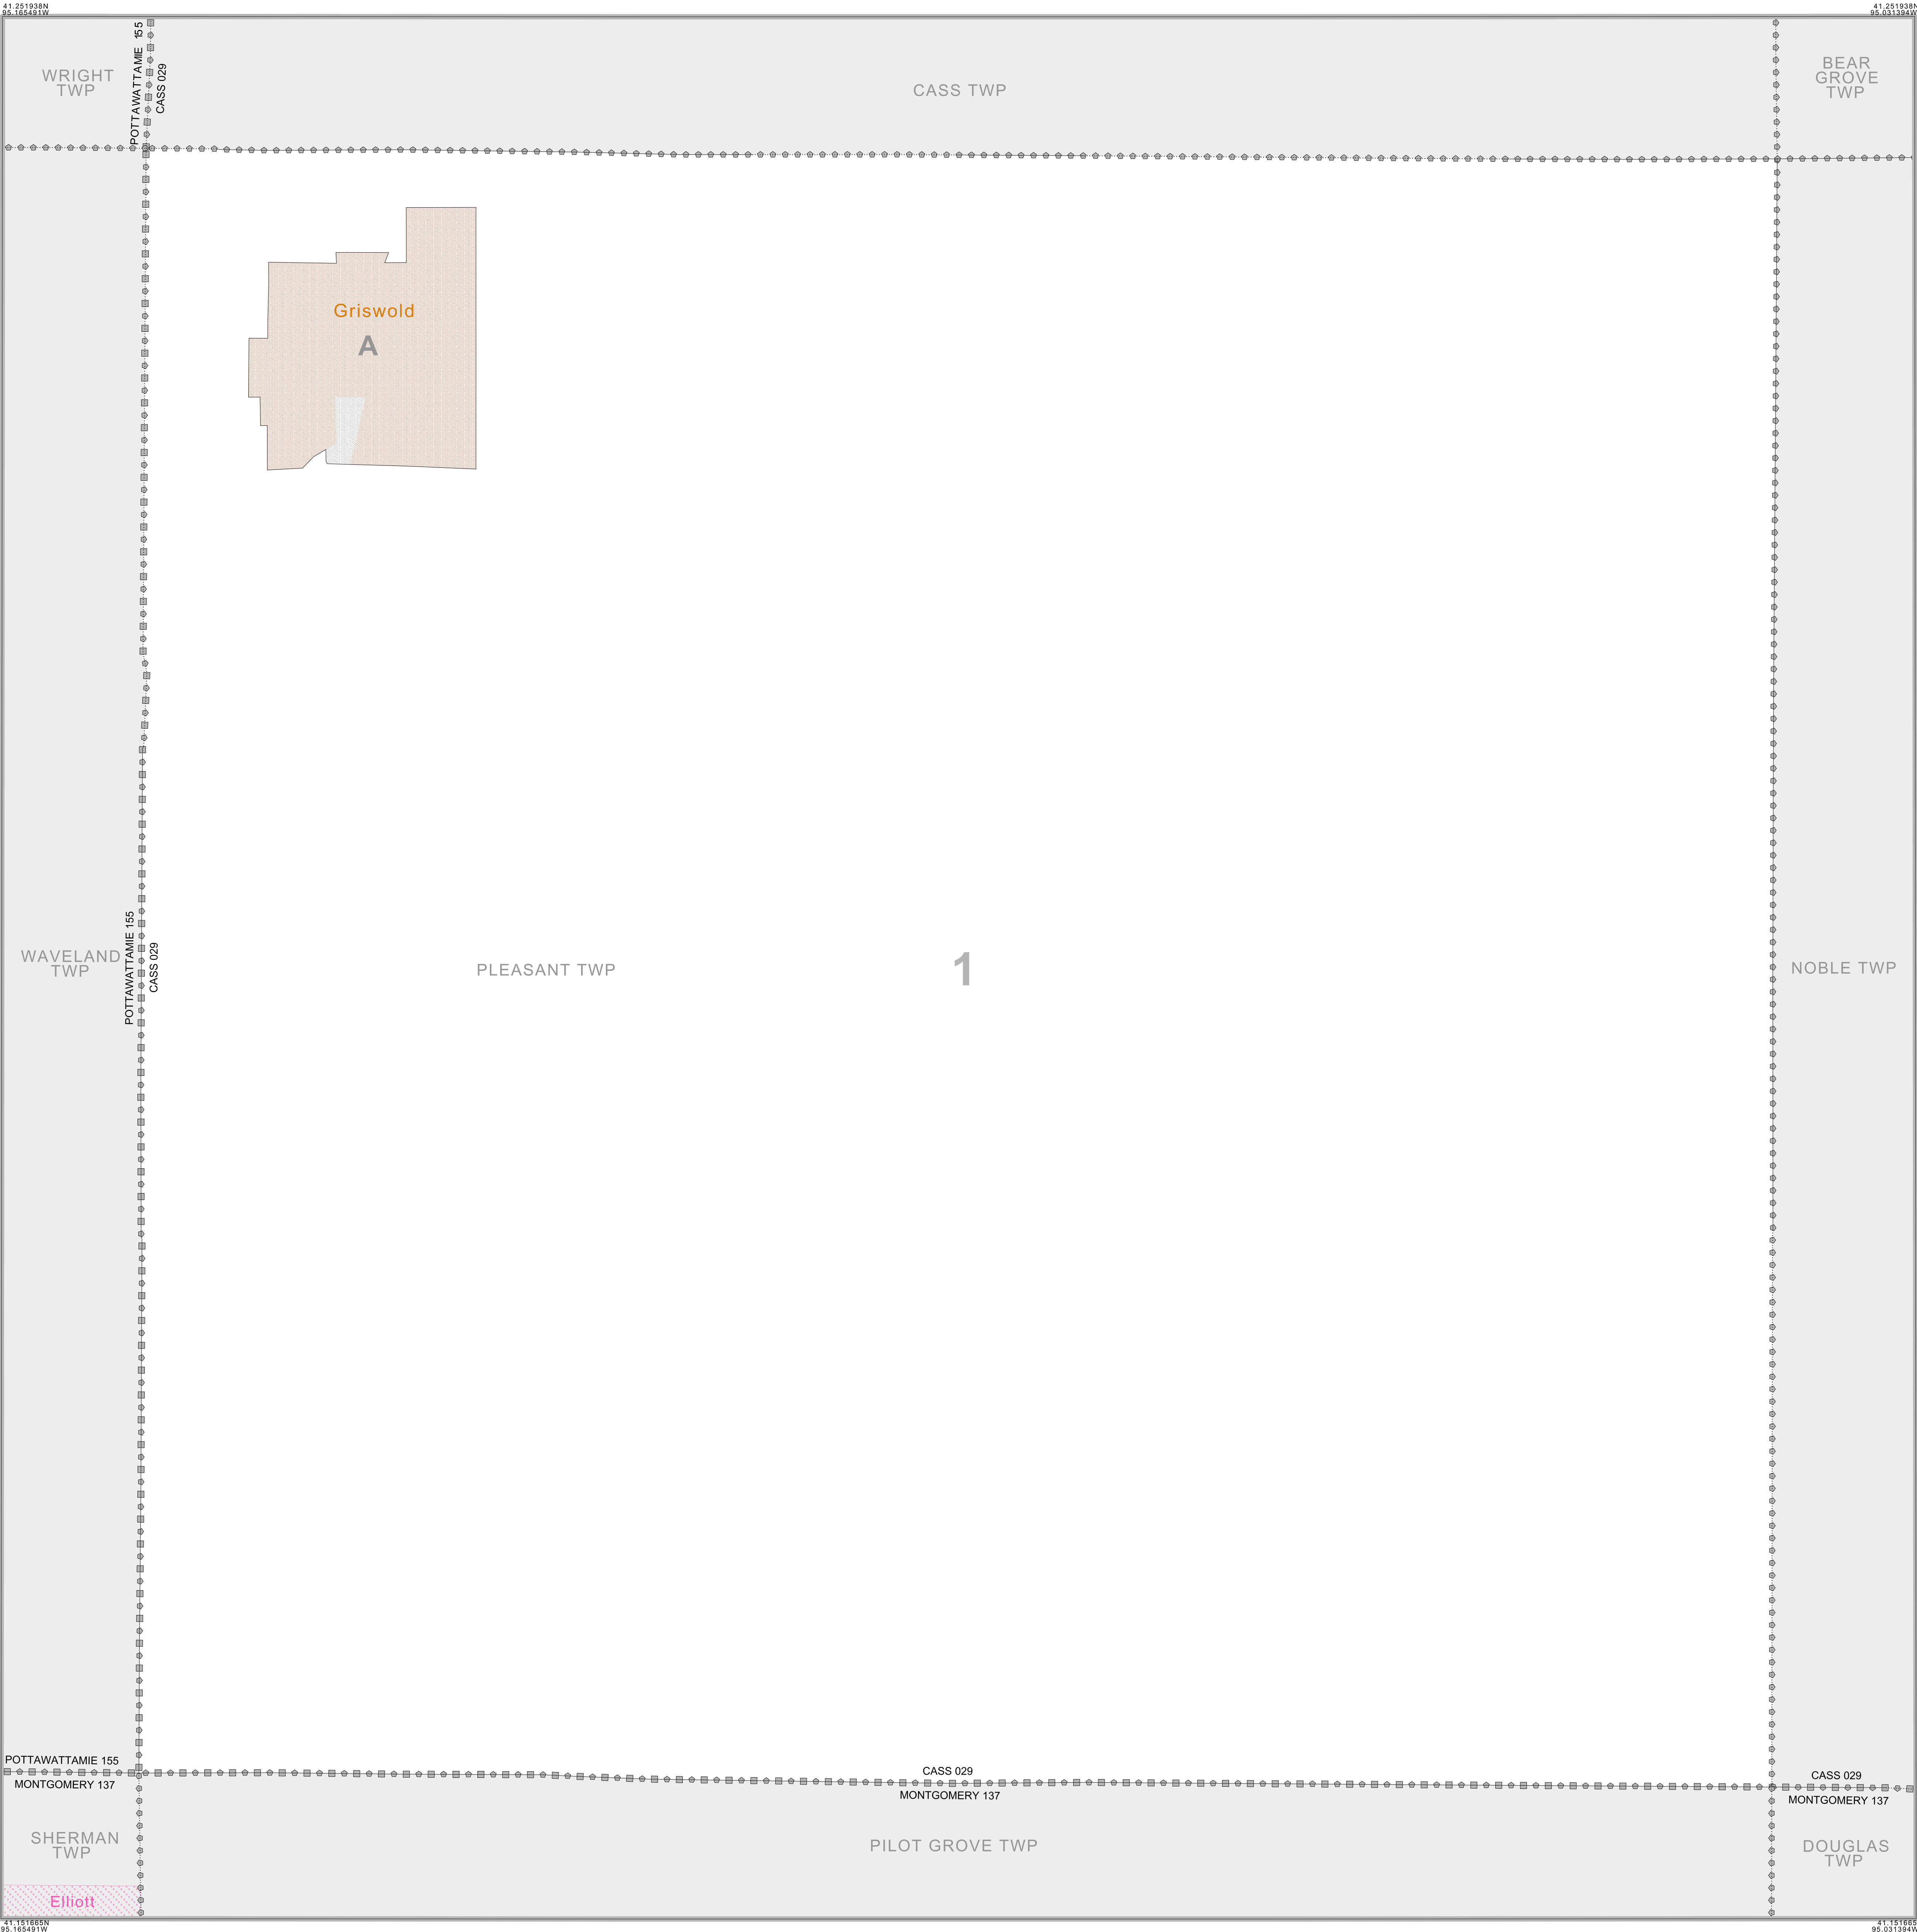 41.251938N
95.165491W
41.251938N
95.031394W
WRIGHT
TWP
POTTAWATTAMIE 155
CASS 029
CASS TWP
BEAR
GROVE
TWP
Griswold
A
WAVELAND
TWP
POTTAWATTAMIE 155
CASS 029
PLEASANT TWP
1
NOBLE TWP
POTTAWATTAMIE 155
MONTGOMERY 137
CASS 029
MONTGOMERY 137
CASS 029
MONTGOMERY 137
SHERMAN
TWP
PILOT GROVE TWP
DOUGLAS
TWP
Elliott
41.151665N
95.165491W
41.151665
95.031394W